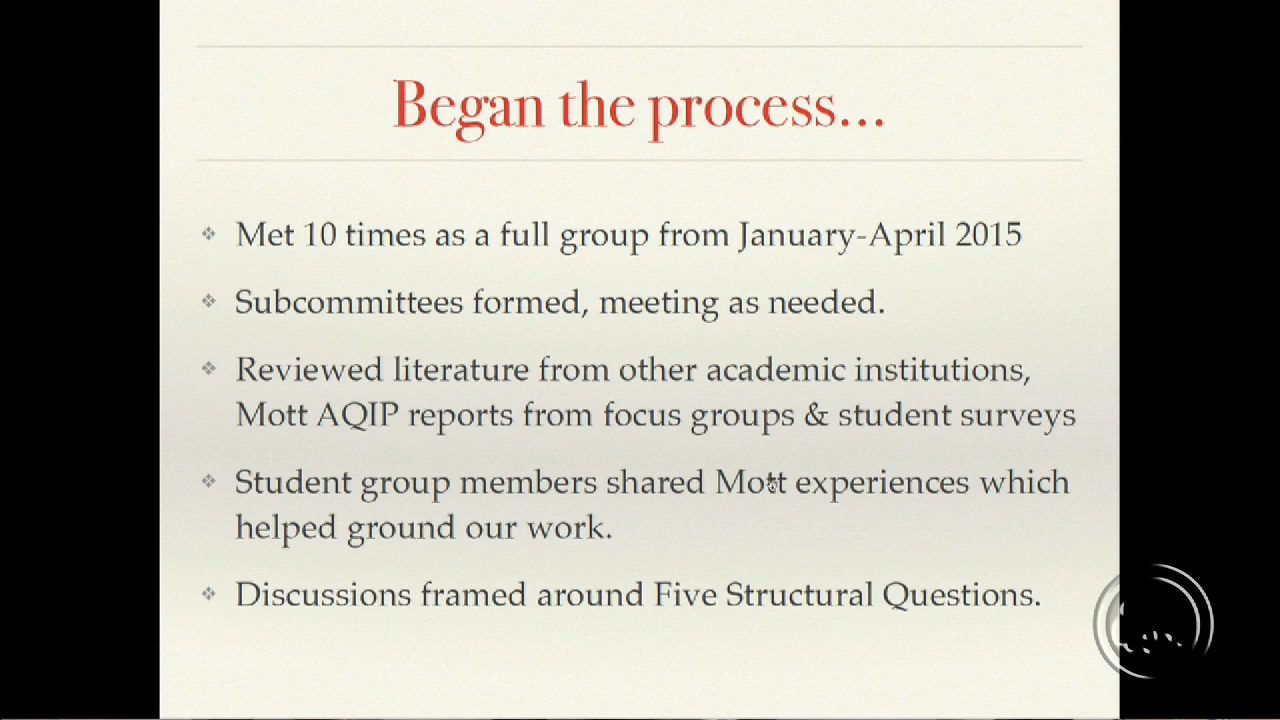 Began the process...
Met 10 times as a full group from January-April 2015
Subcommittees formed, meeting as needed.
Reviewed literature from other academic institutions,
Mott AQIP reports from focus groups & student surveys
Student group members shared Mott experiences which
helped ground our work.
Discussions framed around Five Structural Questions.